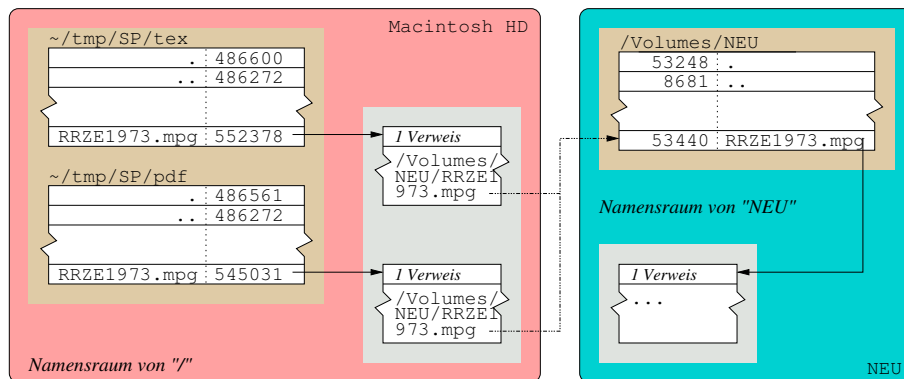 Macintosh HD
~/tmp/SP/tex
. 486600
.. 486272
RRZE1973.mpg 552378
~/tmp/SP/pdf
. 486561
.. 486272
RRZE1973.mpg 545031
1 Verweis
/Volumes/
NEU/RRZE1
973.mpg
1 Verweis
/Volumes/
NEU/RRZE1
973.mpg
Namensraum von "/"
/Volumes/NEU
53248 .
8681 ..
53440 RRZE1973.mpg
Namensraum von "NEU"
1 Verweis
...
NEU